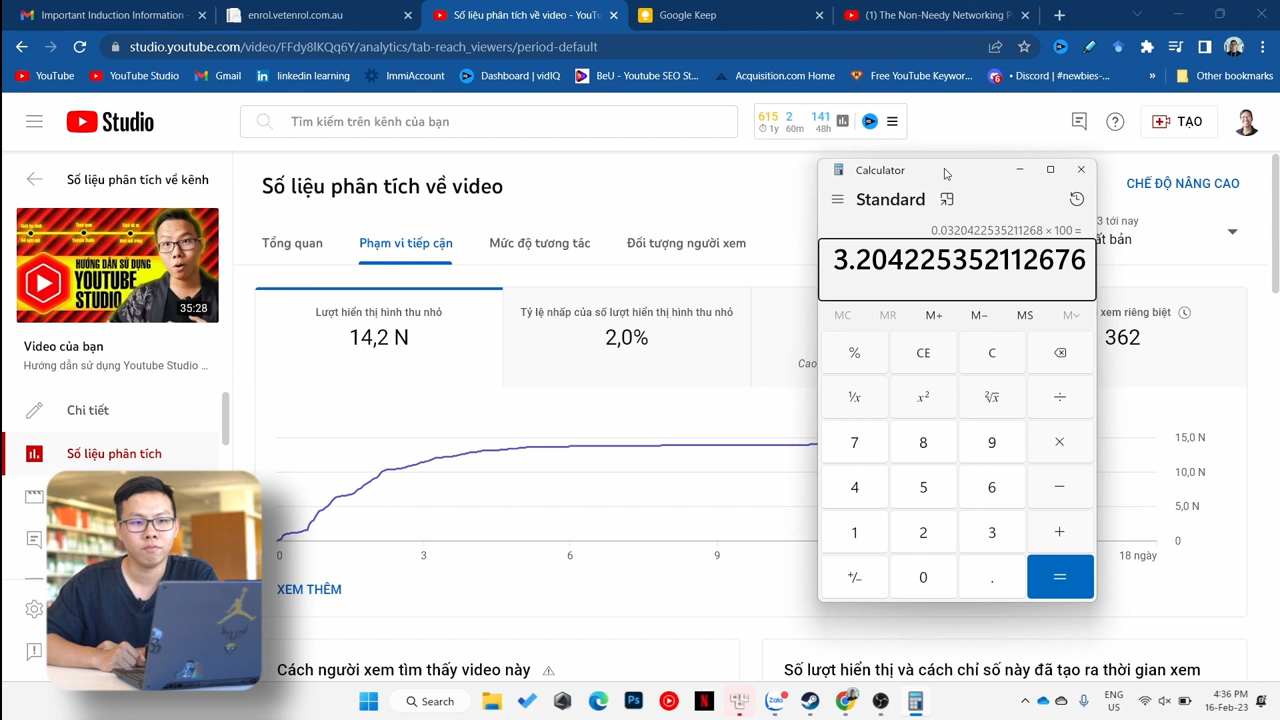 Important Induction Information -
enrol.vetenrol.com.au
Số liệu phân tích về video - YouTu
Google Keep
(1) The Non-Needy Networking P
studio.youtube.com/video/FFdy8lKQq6Y/analytics/tab-reach_viewers/period-default
YouTube
YouTube Studio
Gmail
linkedin learning
ImmiAccount
Dashboard | vidIQ
BeU - Youtube SEO St...
Acquisition.com Home
Free YouTube Keywor...
• Discord | #newbies-...
»
Other bookmarks
Studio
Tìm kiếm trên kênh của bạn
615 2 141
1y 60m 48h
TẠO
Số liệu phân tích về kênh
HƯỚNG DẪN SỬ DỤNG
YOUTUBE
STUDIO
35:28
Video của bạn
Hướng dẫn sử dụng Youtube Studio ...
Chi tiết
Số liệu phân tích
Số liệu phân tích về video
CHẾ ĐỘ NÂNG CAO
Tổng quan
Phạm vi tiếp cận
Mức độ tương tác
Đối tượng người xem
3 tới nay
ất bản
Lượt hiển thị hình thu nhỏ
14,2 N
Tỷ lệ nhấp của số lượt hiển thị hình thu nhỏ
2,0%
Cao
xem riêng biệt
362
15,0 N
10,0 N
5,0 N
0
0 3 6 9 18 ngày
XEM THÊM
Cách người xem tìm thấy video này
Số lượt hiển thị và cách chỉ số này đã tạo ra thời gian xem
Calculator
Standard
0.0320422535211268 × 100 =
3.204225352112676
MC MR M+ M− MS M
% CE C
¹/x x² ²√x ÷
7 8 9 ×
4 5 6 −
1 2 3 +
+/− 0 . =
Search
Ps
N
Zalo
ENG
US
4:36 PM
16-Feb-23